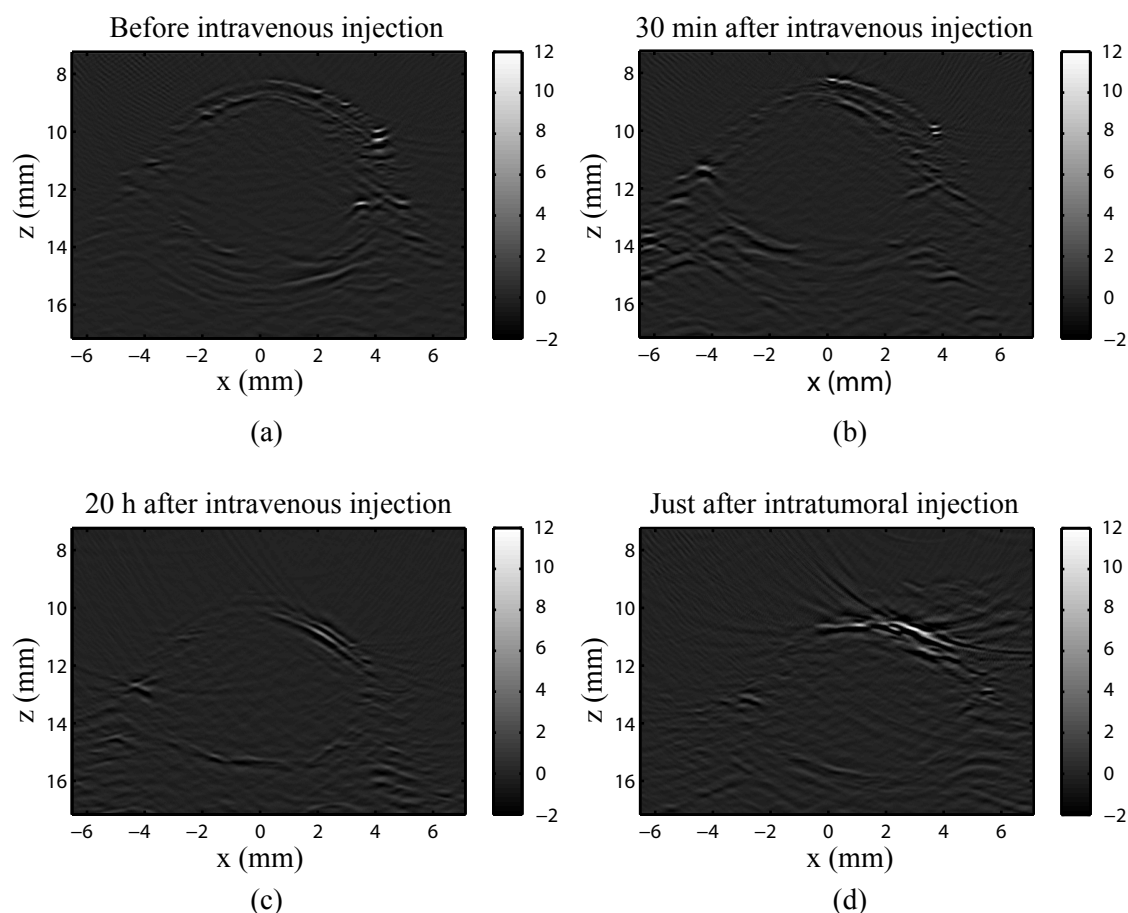 Before intravenous injection
12
10
8
6
4
2
0
−2
8
10
12
14
16
z (mm)
−6 −4 −2 0 2 4 6
x (mm)
(a)
30 min after intravenous injection
12
10
8
6
4
2
0
−2
8
10
12
14
16
z (mm)
−6 −4 −2 0 2 4 6
x (mm)
(b)
20 h after intravenous injection
12
10
8
6
4
2
0
−2
8
10
12
14
16
z (mm)
−6 −4 −2 0 2 4 6
x (mm)
(c)
Just after intratumoral injection
12
10
8
6
4
2
0
−2
8
10
12
14
16
z (mm)
−6 −4 −2 0 2 4 6
x (mm)
(d)